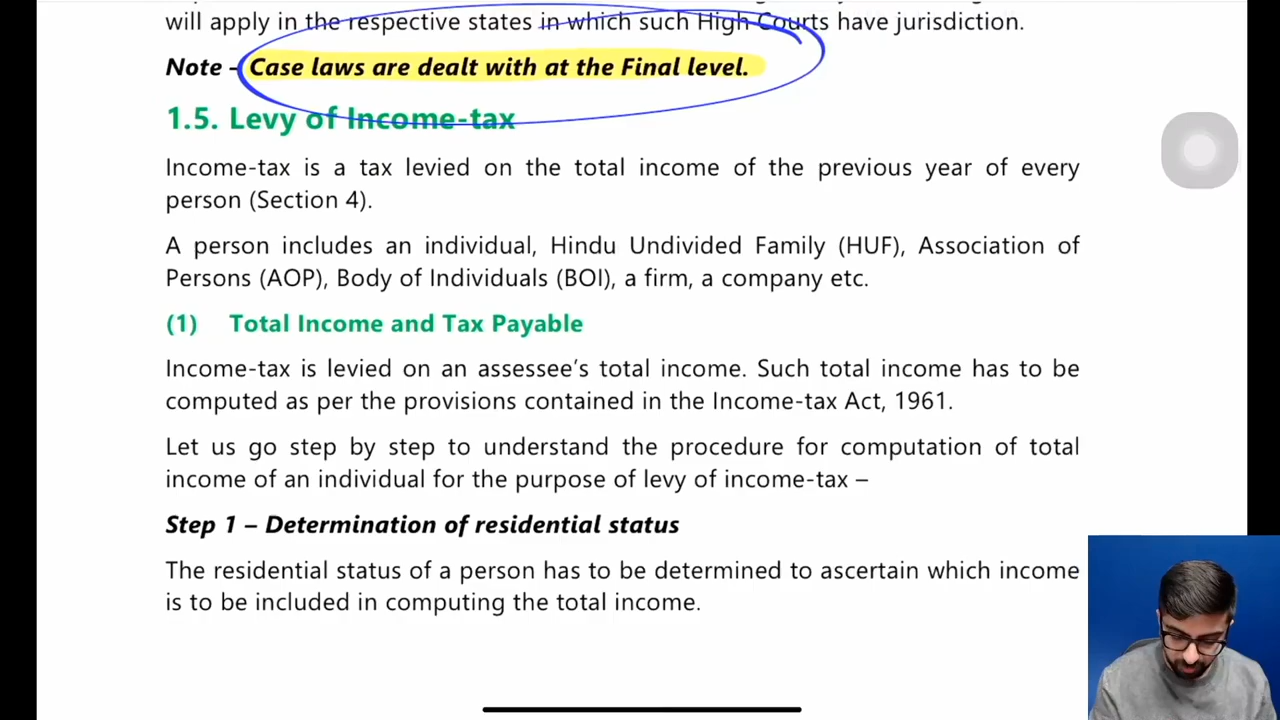 will apply in the respective states in which such High Courts have jurisdiction.
Note - Case laws are dealt with at the Final level.
1.5. Levy of Income-tax
Income-tax is a tax levied on the total income of the previous year of every
person (Section 4).
A person includes an individual, Hindu Undivided Family (HUF), Association of
Persons (AOP), Body of Individuals (BOI), a firm, a company etc.
(1) Total Income and Tax Payable
Income-tax is levied on an assessee’s total income. Such total income has to be
computed as per the provisions contained in the Income-tax Act, 1961.
Let us go step by step to understand the procedure for computation of total
income of an individual for the purpose of levy of income-tax –
Step 1 – Determination of residential status
The residential status of a person has to be determined to ascertain which income
is to be included in computing the total income.